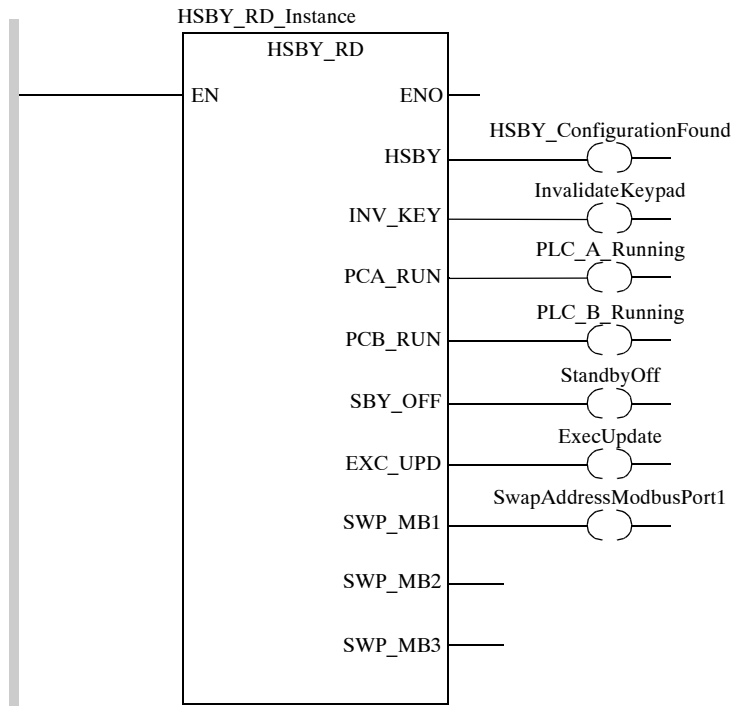 HSBY_RD_Instance
HSBY_RD
EN
ENO
HSBY_ConfigurationFound
HSBY
InvalidateKeypad
INV_KEY
PLC_A_Running
PCA_RUN
PLC_B_Running
PCB_RUN
StandbyOff
SBY_OFF
ExecUpdate
EXC_UPD
SwapAddressModbusPort1
SWP_MB1
SWP_MB2
SWP_MB3